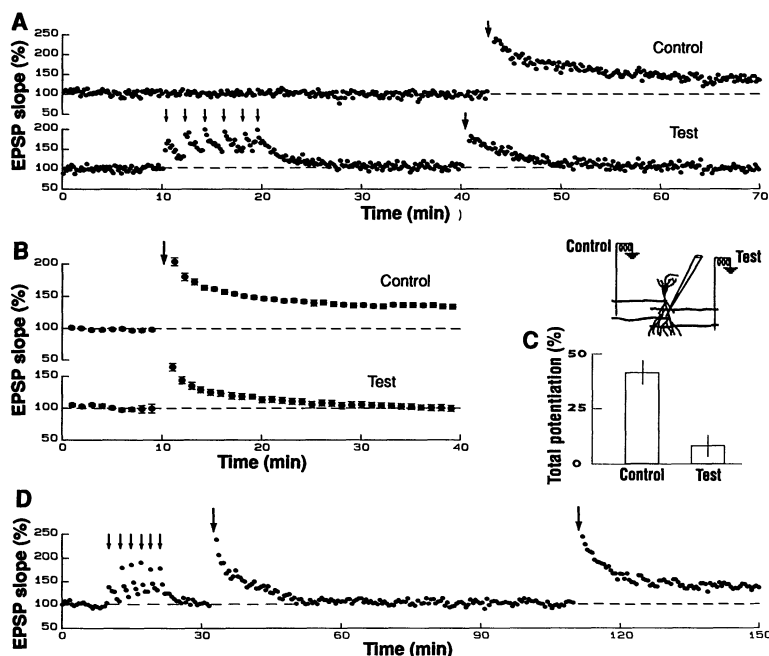 A
EPSP slope (%)
250
200
150
100
50
Control
200
150
100
50
Test
0
10
20
30
40
50
60
70
Time (min) )
B
EPSP slope (%)
200
150
100
50
Control
150
100
50
Test
0
10
20
30
40
Time (min)
Control
Test
C
Total potentiation (%)
50
25
0
Control
Test
D
EPSP slope (%)
250
200
150
100
50
0
30
60
90
120
150
Time (min)